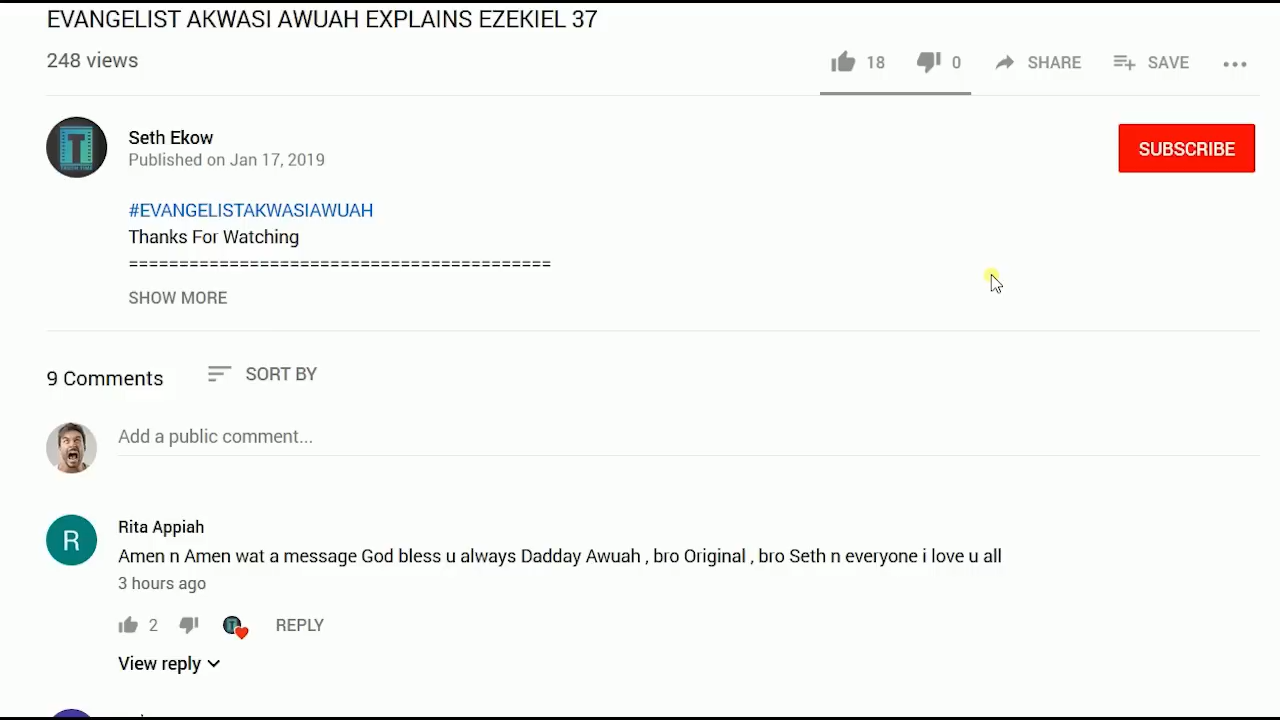 EVANGELIST AKWASI AWUAH EXPLAINS EZEKIEL 37
248 views
18 0 SHARE SAVE
T
Seth Ekow
Published on Jan 17, 2019
SUBSCRIBE
#EVANGELISTAKWASIAWUAH
Thanks For Watching
==========================================
SHOW MORE
9 Comments SORT BY
Add a public comment...
R
Rita Appiah
Amen n Amen wat a message God bless u always Dadday Awuah , bro Original , bro Seth n everyone i love u all
3 hours ago
2 REPLY
View reply